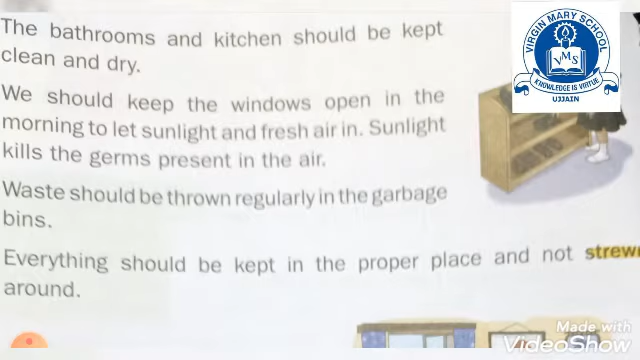 The bathrooms and kitchen should be kept
clean and dry.
We should keep the windows open in the
morning to let sunlight and fresh air in. Sunlight
kills the germs present in the air.
Waste should be thrown regularly in the garbage
bins.
Everything should be kept in the proper place and not strewn
around.
VIRGIN MARY SCHOOL
VMS
KNOWLEDGE IS VIRTUE
UJJAIN
Made with
VideoShow